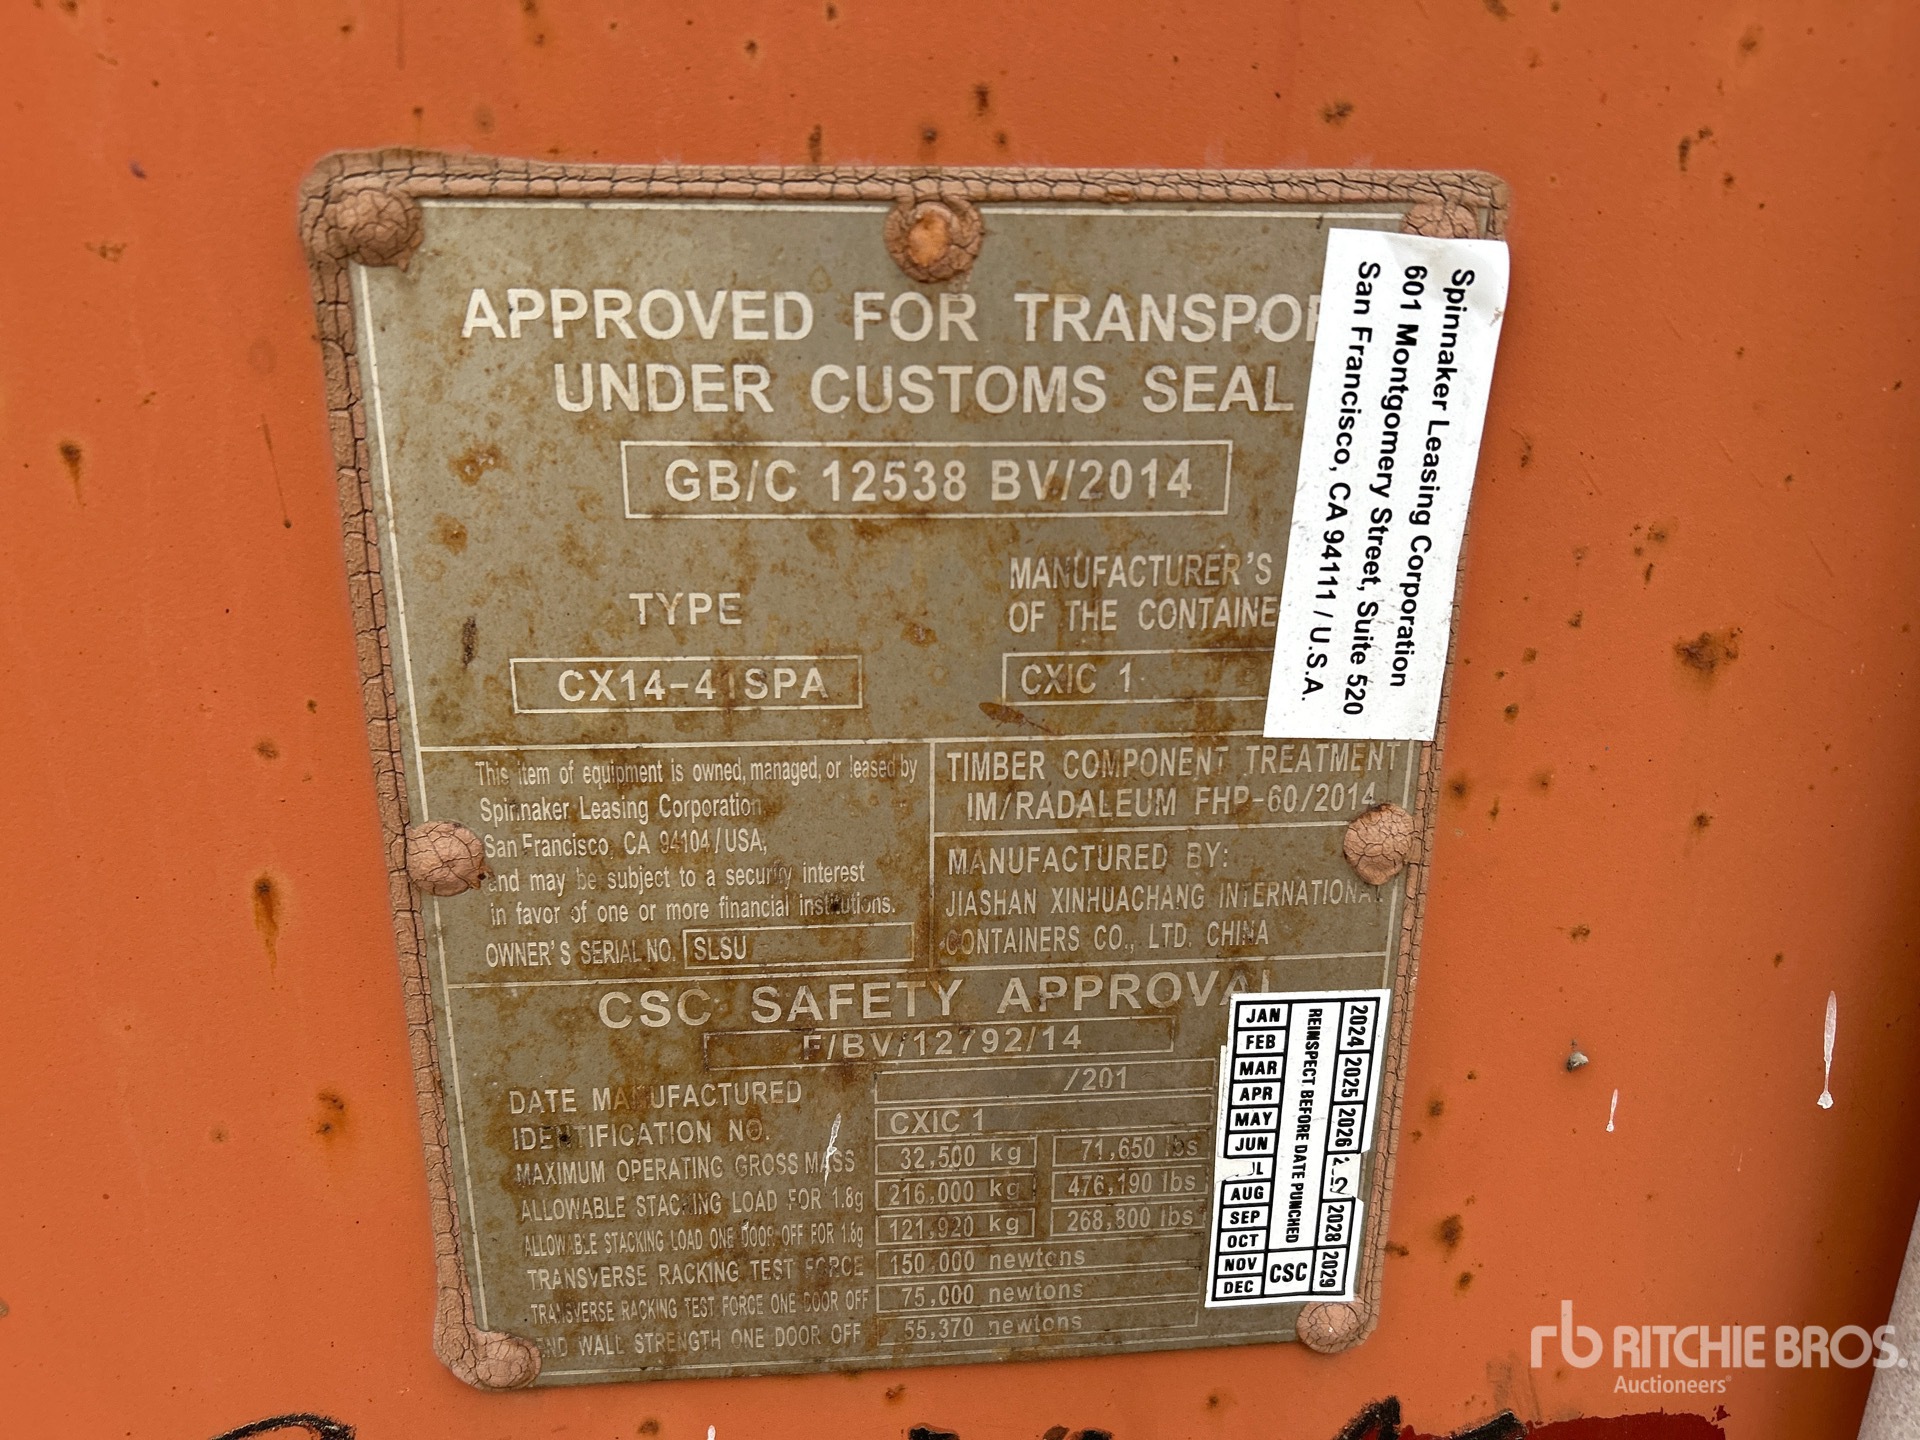 APPROVED FOR TRANSPOR
UNDER CUSTOMS SEAL
GB/C 12538 BV/2014
TYPE
CX14-41SPA
MANUFACTURER'S
OF THE CONTAINE
CXIC 1
Spinnaker Leasing Corporation
601 Montgomery Street, Suite 520
San Francisco, CA 94111 / U.S.A.
This item of equipment is owned, managed, or leased by
Spinnaker Leasing Corporation
San Francisco, CA 94104/USA,
and may be subject to a security interest
in favor of one or more financial institutions.
OWNER'S SERIAL NO. SLSU
TIMBER COMPONENT TREATMENT
IM/RADALEUM FHP-60/2014
MANUFACTURED BY:
JIASHAN XINHUACHANG INTERNATIONAL
CONTAINERS CO., LTD. CHINA
CSC SAFETY APPROVAL
F/BV/12792/14
DATE MANUFACTURED /201
IDENTIFICATION NO. CXIC 1
MAXIMUM OPERATING GROSS MASS 32,500 kg 71,650 lbs
ALLOWABLE STACKING LOAD FOR 1.8g 216,000 kg 476,190 lbs
ALLOWABLE STACKING LOAD ONE DOOR OFF FOR 1.8g 121,920 kg 268,800 lbs
TRANSVERSE RACKING TEST FORCE 150,000 newtons
TRANSVERSE RACKING TEST FORCE ONE DOOR OFF 75,000 newtons
END WALL STRENGTH ONE DOOR OFF 55,370 newtons
JAN
FEB
MAR
APR
MAY
JUN
AUG
SEP
OCT
NOV
DEC
REINSPECT BEFORE DATE PUNCHED
CSC
2024 2025 2026 2028 2029
rb RITCHIE BROS.
Auctioneers